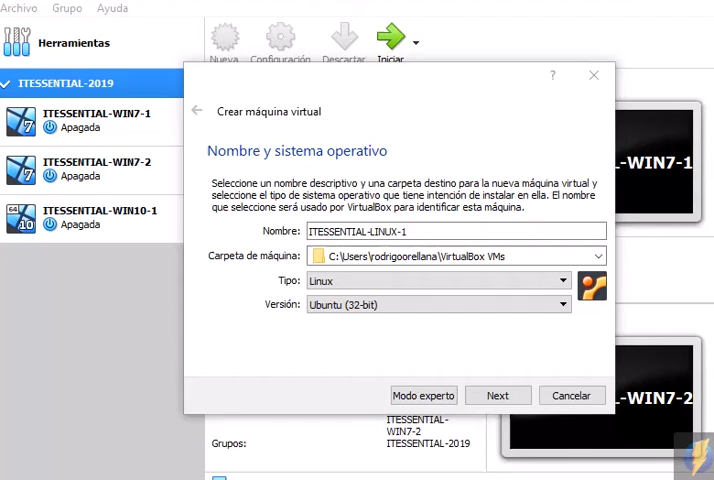 Archivo Grupo Ayuda
Herramientas
Nueva Configuración Descartar Iniciar
ITESSENTIAL-2019
ITESSENTIAL-WIN7-1
Apagada
ITESSENTIAL-WIN7-2
Apagada
64
10
ITESSENTIAL-WIN10-1
Apagada
?
Crear máquina virtual
Nombre y sistema operativo
Seleccione un nombre descriptivo y una carpeta destino para la nueva máquina virtual y
seleccione el tipo de sistema operativo que tiene intención de instalar en ella. El nombre
que seleccione será usado por VirtualBox para identificar esta máquina.
Nombre: ITESSENTIAL-LINUX-1
Carpeta de máquina: C:\Users\rodrigoorellana\VirtualBox VMs
Tipo: Linux
Versión: Ubuntu (32-bit)
Modo experto Next Cancelar
-WIN7-1
-WIN7-2
ITESSENTIAL-
WIN7-2
Grupos: ITESSENTIAL-2019